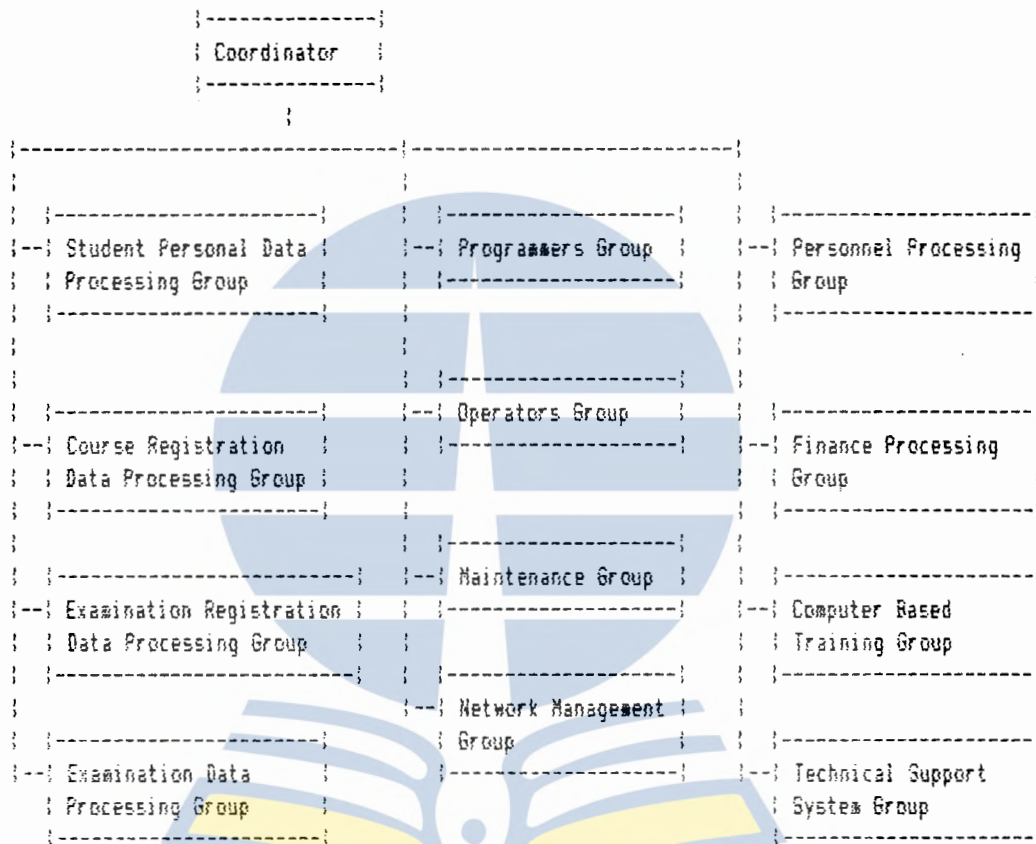 Coordinator
Student Personal Data
Processing Group
Course Registration
Data Processing Group
Examination Registration
Data Processing Group
Examination Data
Processing Group
Programmers Group
Operators Group
Maintenance Group
Network Management
Group
Personnel Processing
Group
Finance Processing
Group
Computer Based
Training Group
Technical Support
System Group